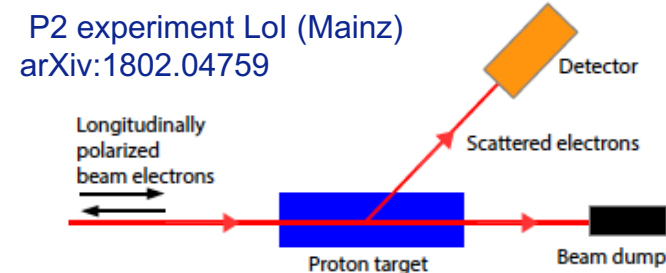 P2 experiment LoI (Mainz)
arXiv:1802.04759
Detector
Longitudinally
polarized
beam electrons
Scattered electrons
Proton target
Beam dump